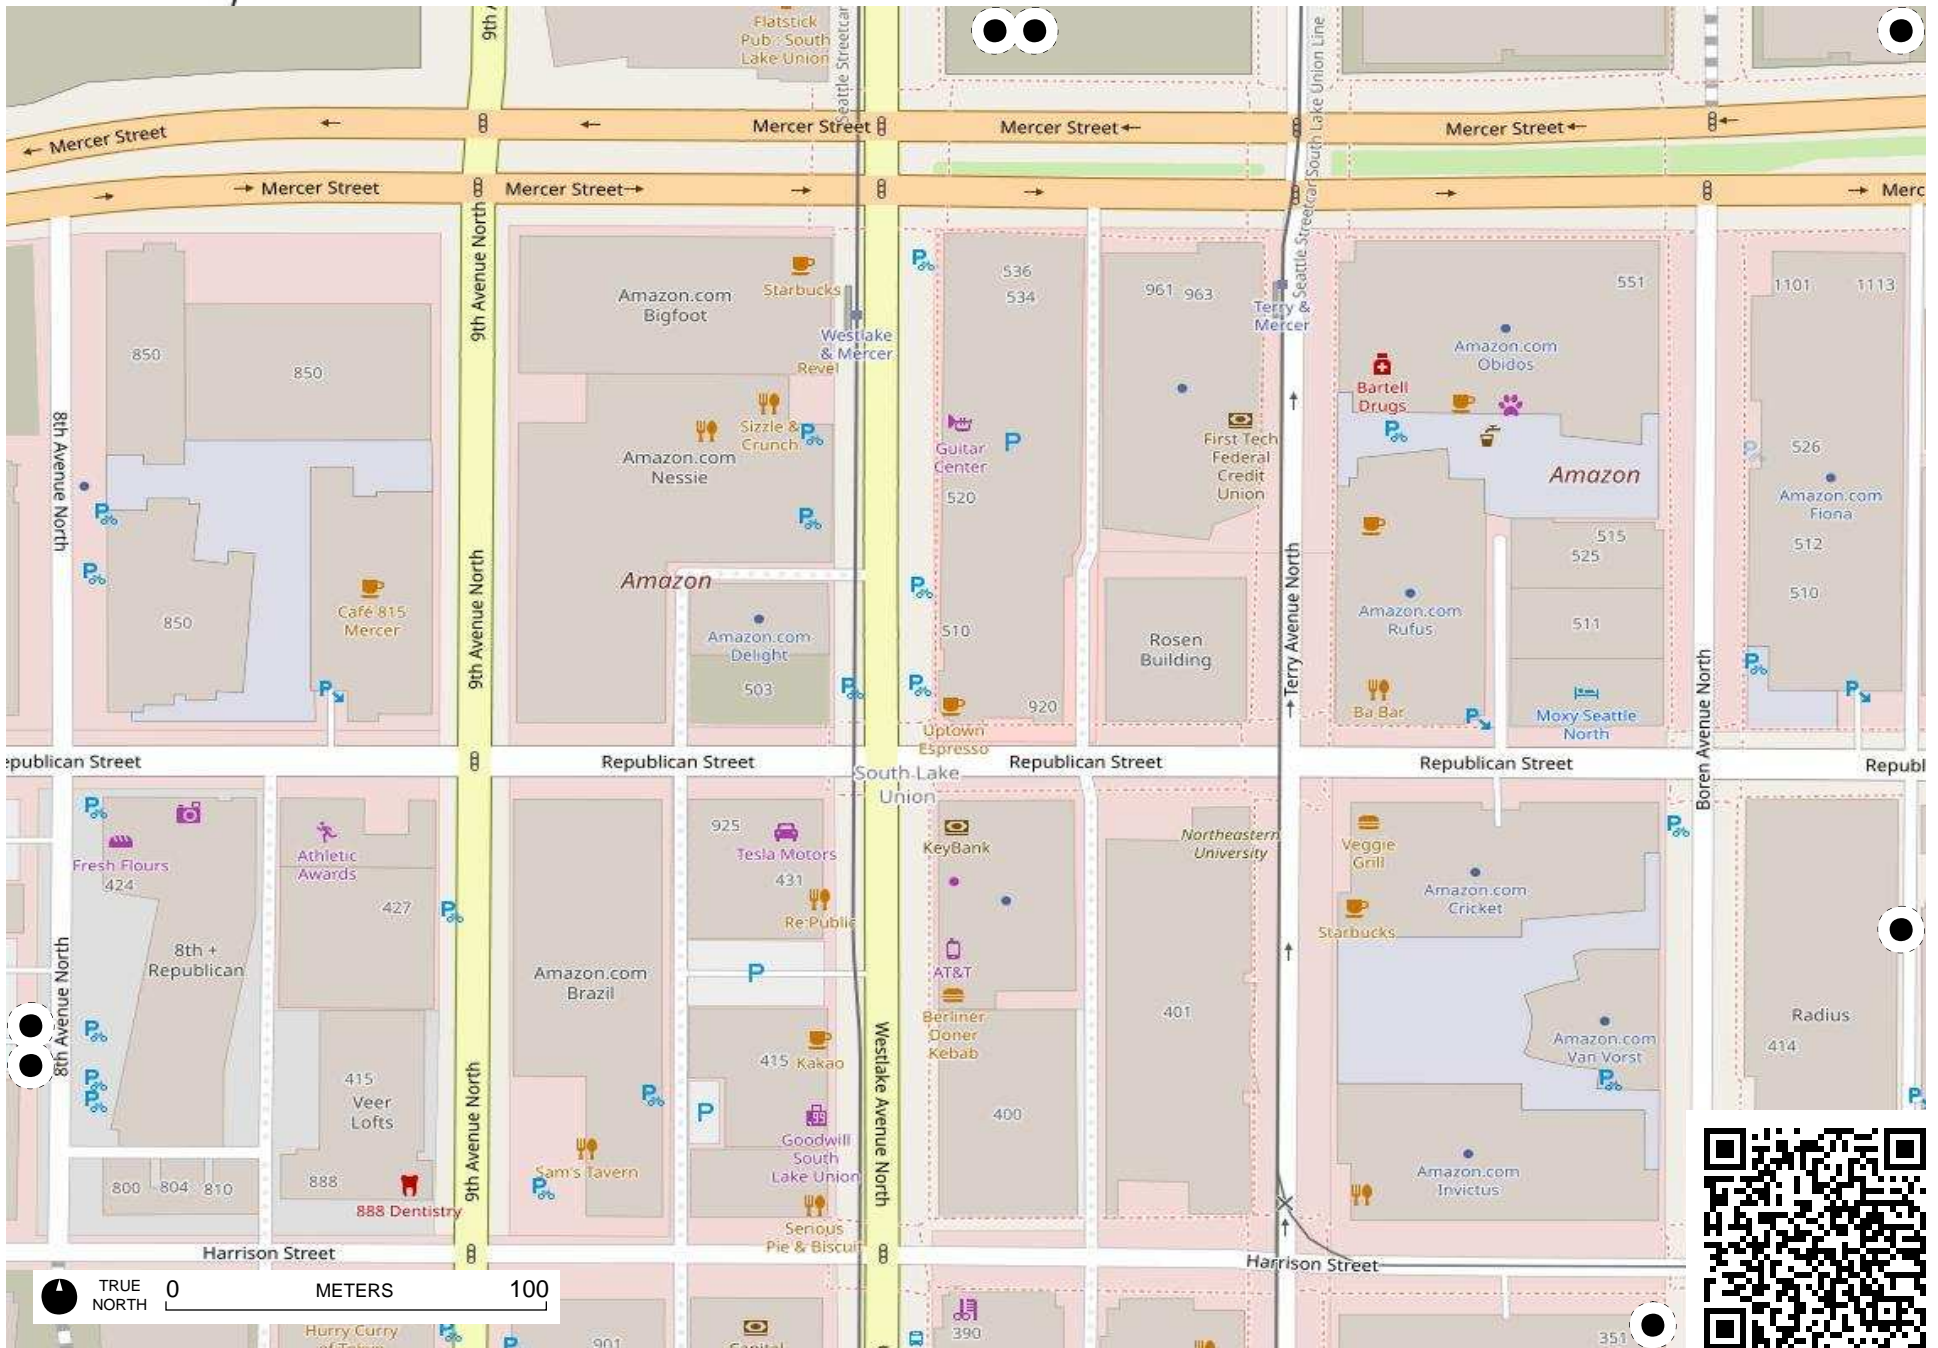 Flatstick
Pub : South
Lake Union
Seattle Streetcar
Seattle Streetcar South Lake Union Line
Mercer Street
Mercer Street
Mercer Street
Mercer Street
Mercer Street
Mercer Street
9th Avenue North
Amazon.com
Bigfoot
Starbucks
Westlake
& Mercer
Revel
536
534
961
963
Terry &
Mercer
551
1101
1113
850
850
Amazon.com
Obidos
Bartell
Drugs
8th Avenue North
Sizzle &
Crunch
Amazon.com
Nessie
Guitar
Center
P
520
First Tech
Federal
Credit
Union
Amazon
526
Amazon.com
Fiona
515
525
512
510
Café 815
Mercer
850
9th Avenue North
Amazon
Amazon.com
Delight
503
510
Rosen
Building
Terry Avenue North
Amazon.com
Rufus
511
Boren Avenue North
920
Ba Bar
Moxy Seattle
North
Uptown
Espresso
epublican Street
Republican Street
Republican Street
Republican Street
Republ
South Lake
Union
Fresh Flours
424
Athletic
Awards
427
925
Tesla Motors
431
Re:Public
KeyBank
Northeastern
University
Veggie
Grill
Amazon.com
Cricket
Starbucks
8th +
Republican
8th Avenue North
Amazon.com
Brazil
P
AT&T
Berliner
Döner
Kebab
401
Radius
414
Amazon.com
Van Vorst
415
Veer
Lofts
415
Kakao
P
Westlake Avenue North
400
9th Avenue North
Goodwill
South
Lake Union
Sam's Tavern
Amazon.com
Invictus
800
804
810
888
888 Dentistry
Serious
Pie & Biscuit
Harrison Street
Harrison Street
TRUE
NORTH
0
METERS
100
Hurry Curry
901
390
351